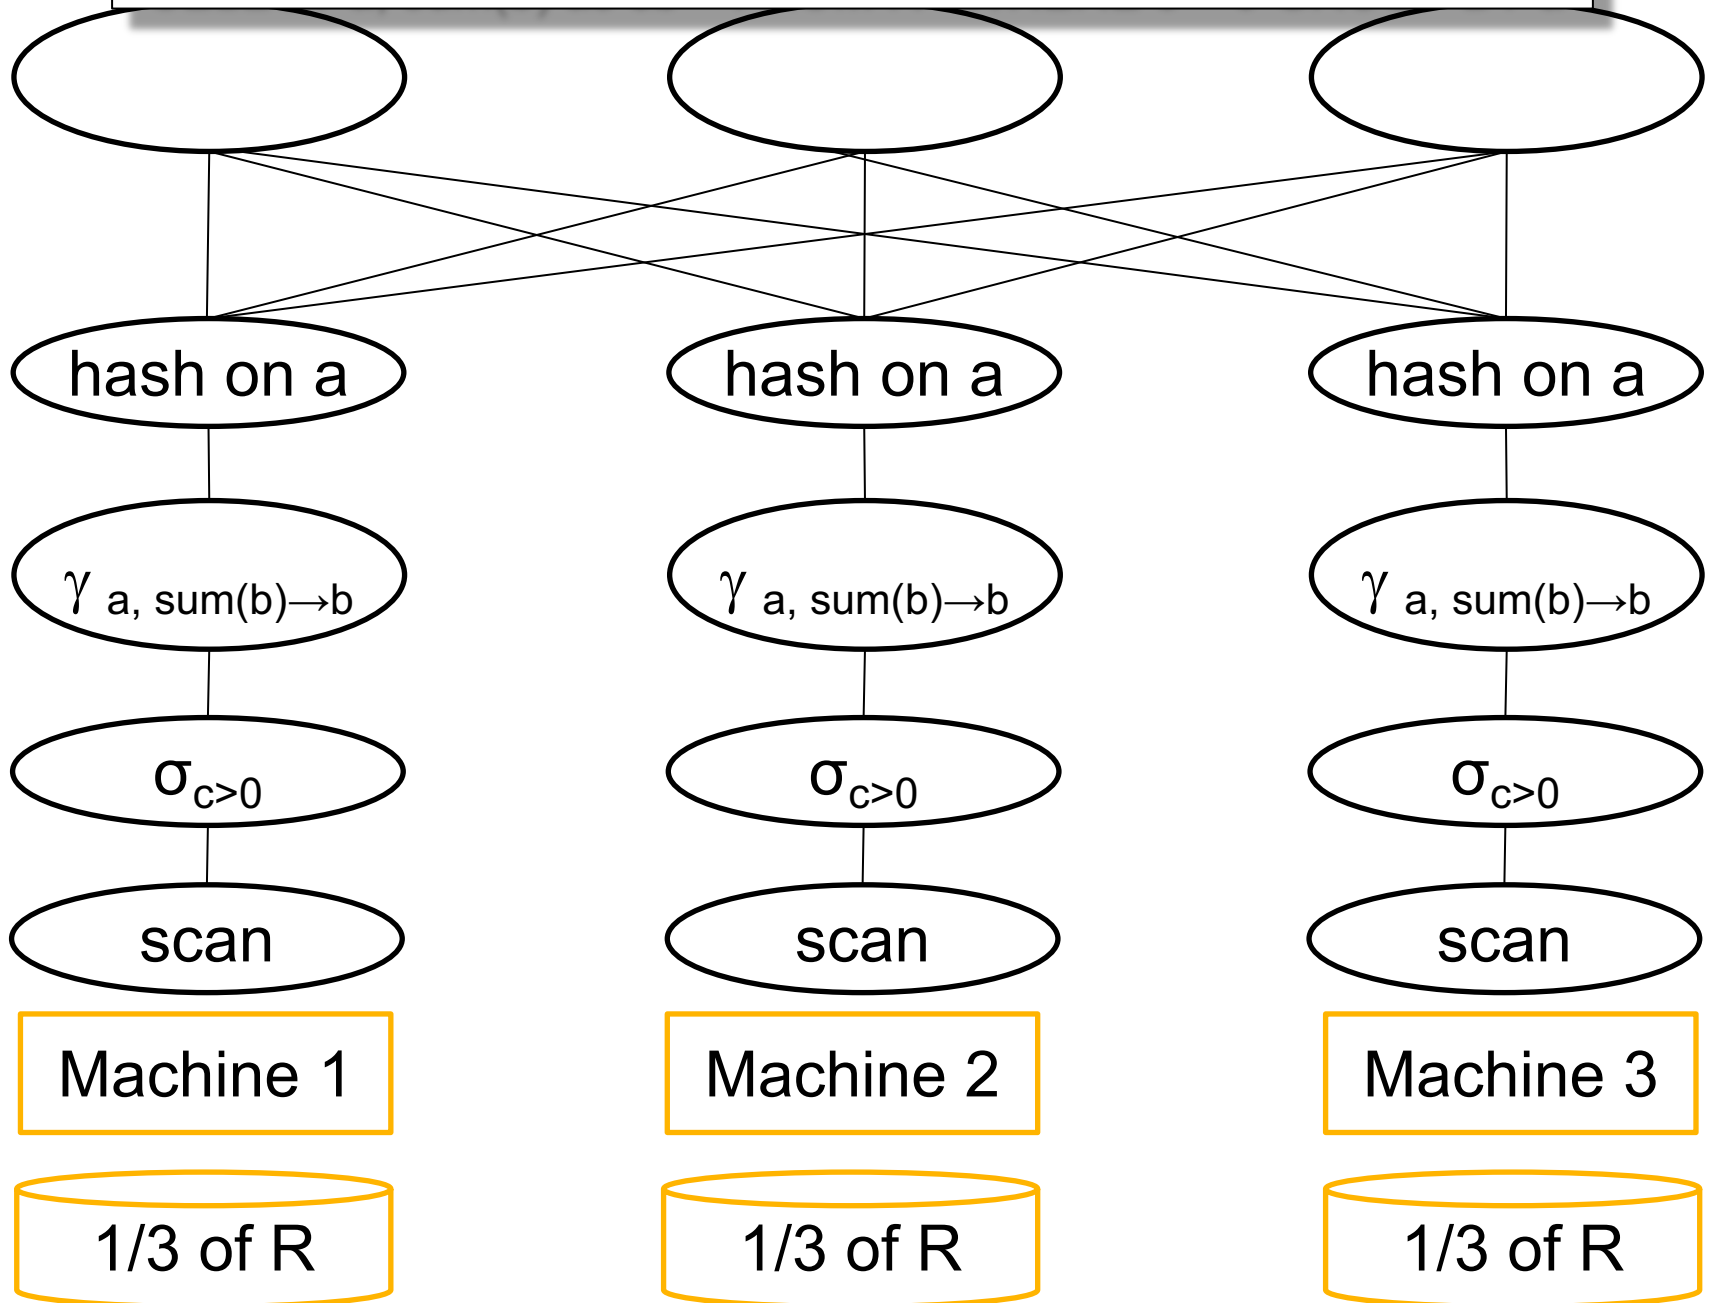 hash on a hash on a hash on a
γ a, sum(b)→b γ a, sum(b)→b γ a, sum(b)→b
σc>0 σc>0 σc>0
scan scan scan
Machine 1 Machine 2 Machine 3
1/3 of R 1/3 of R 1/3 of R